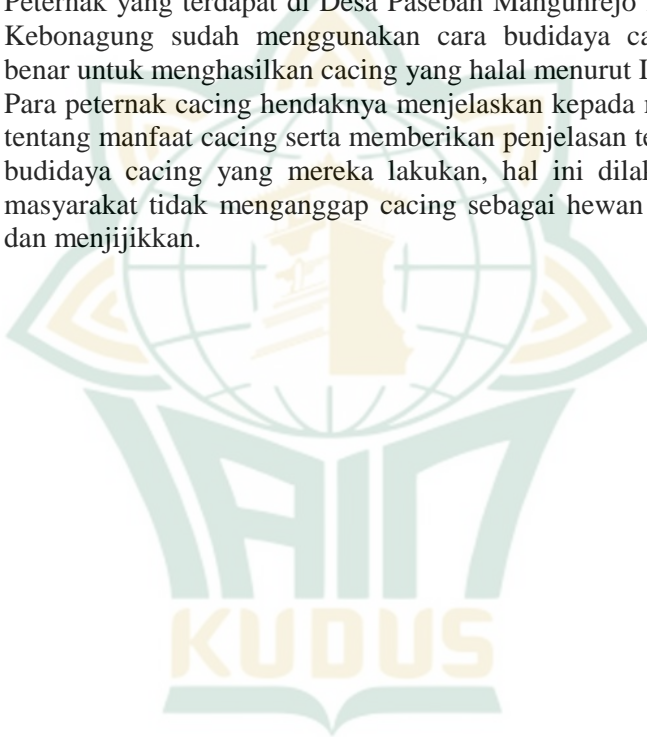 Peternak yang terdapat di Desa Paseban Mangunrejo
Kebonagung sudah menggunakan cara budidaya ca
benar untuk menghasilkan cacing yang halal menurut I
Para peternak cacing hendaknya menjelaskan kepada
tentang manfaat cacing serta memberikan penjelasan te
budidaya cacing yang mereka lakukan, hal ini dilak
masyarakat tidak menganggap cacing sebagai hewan
dan menjijikkan.
IAIN
KUDUS